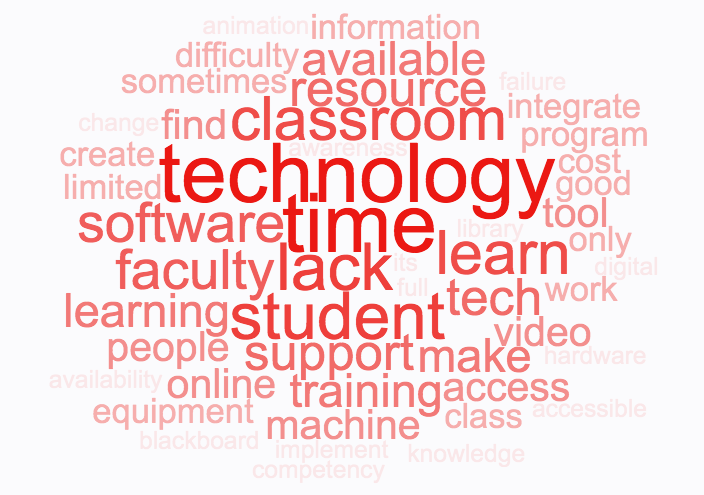 animation information
difficulty available
sometimes resource failure
change find classroom integrate
awareness program
create technology cost
limited good
software time library tool
only
faculty lack its learn digital
full
learning student tech work
video
people support make hardware
availability online training access
equipment machine class accessible
blackboard implement knowledge
competency